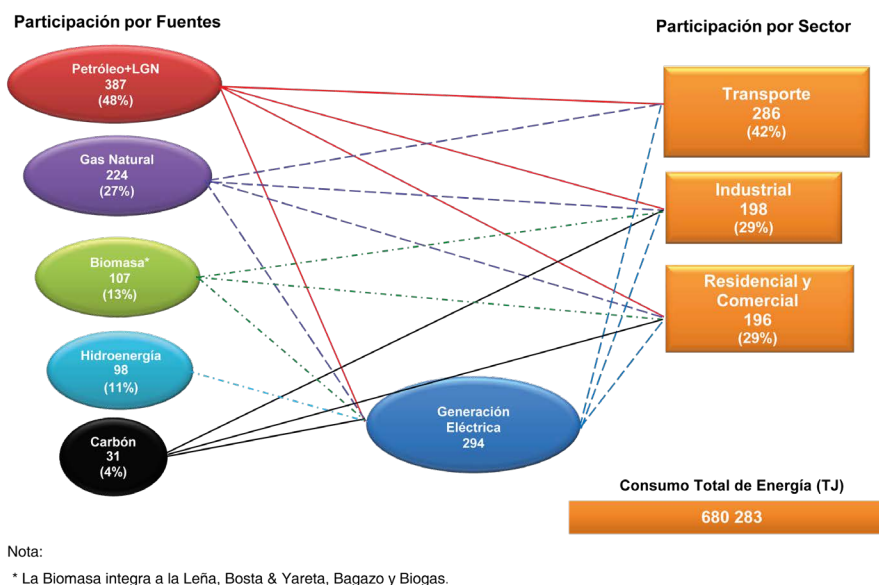 Participación por Fuentes
Participación por Sector
Petróleo+LGN
387
(48%)
Gas Natural
224
(27%)
Biomasa*
107
(13%)
Hidroenergía
98
(11%)
Carbón
31
(4%)
Generación
Eléctrica
294
Transporte
286
(42%)
Industrial
198
(29%)
Residencial y
Comercial
196
(29%)
Consumo Total de Energía (TJ)
680 283
Nota:
* La Biomasa integra a la Leña, Bosta & Yareta, Bagazo y Biogas.